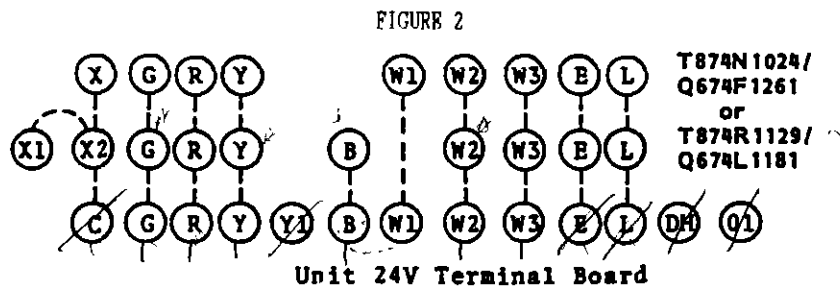 FIGURE 2
X G R Y W1 W2 W3 E L
T874N1024/
Q674F1261
or
T874R1129/
Q674L1181
X1 X2 G R Y B W2 W3 E L
C G R Y Y1 B W1 W2 W3 E L DH O1
Unit 24V Terminal Board